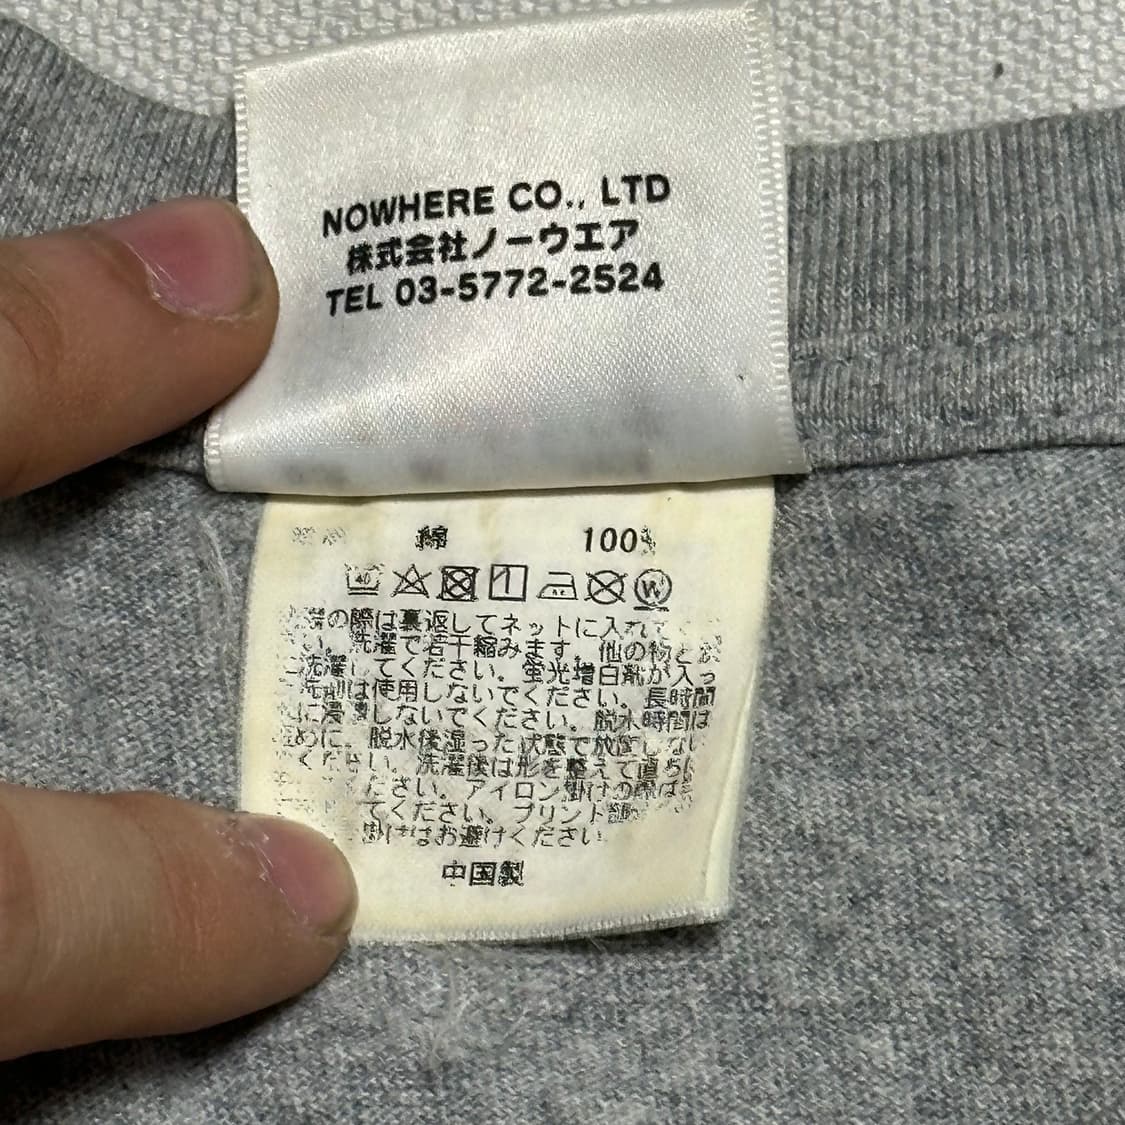 NOWHERE CO., LTD
株式会社ノーウエア
TEL 03-5772-2524
綿 100%
40
の際は裏返してネットに入れて
い。洗濯で若干縮みます。他の物と
洗濯してください。蛍光増白剤が入っ
洗剤は使用しないでください。長時間
に浸 しないでください。脱水時間は
めに、脱水後湿った状態で放置しない
ください。洗濯後は形を整えて直ちに
ださい。アイロン掛けの際は
てください。プリント部
掛けはお避けください
中国製